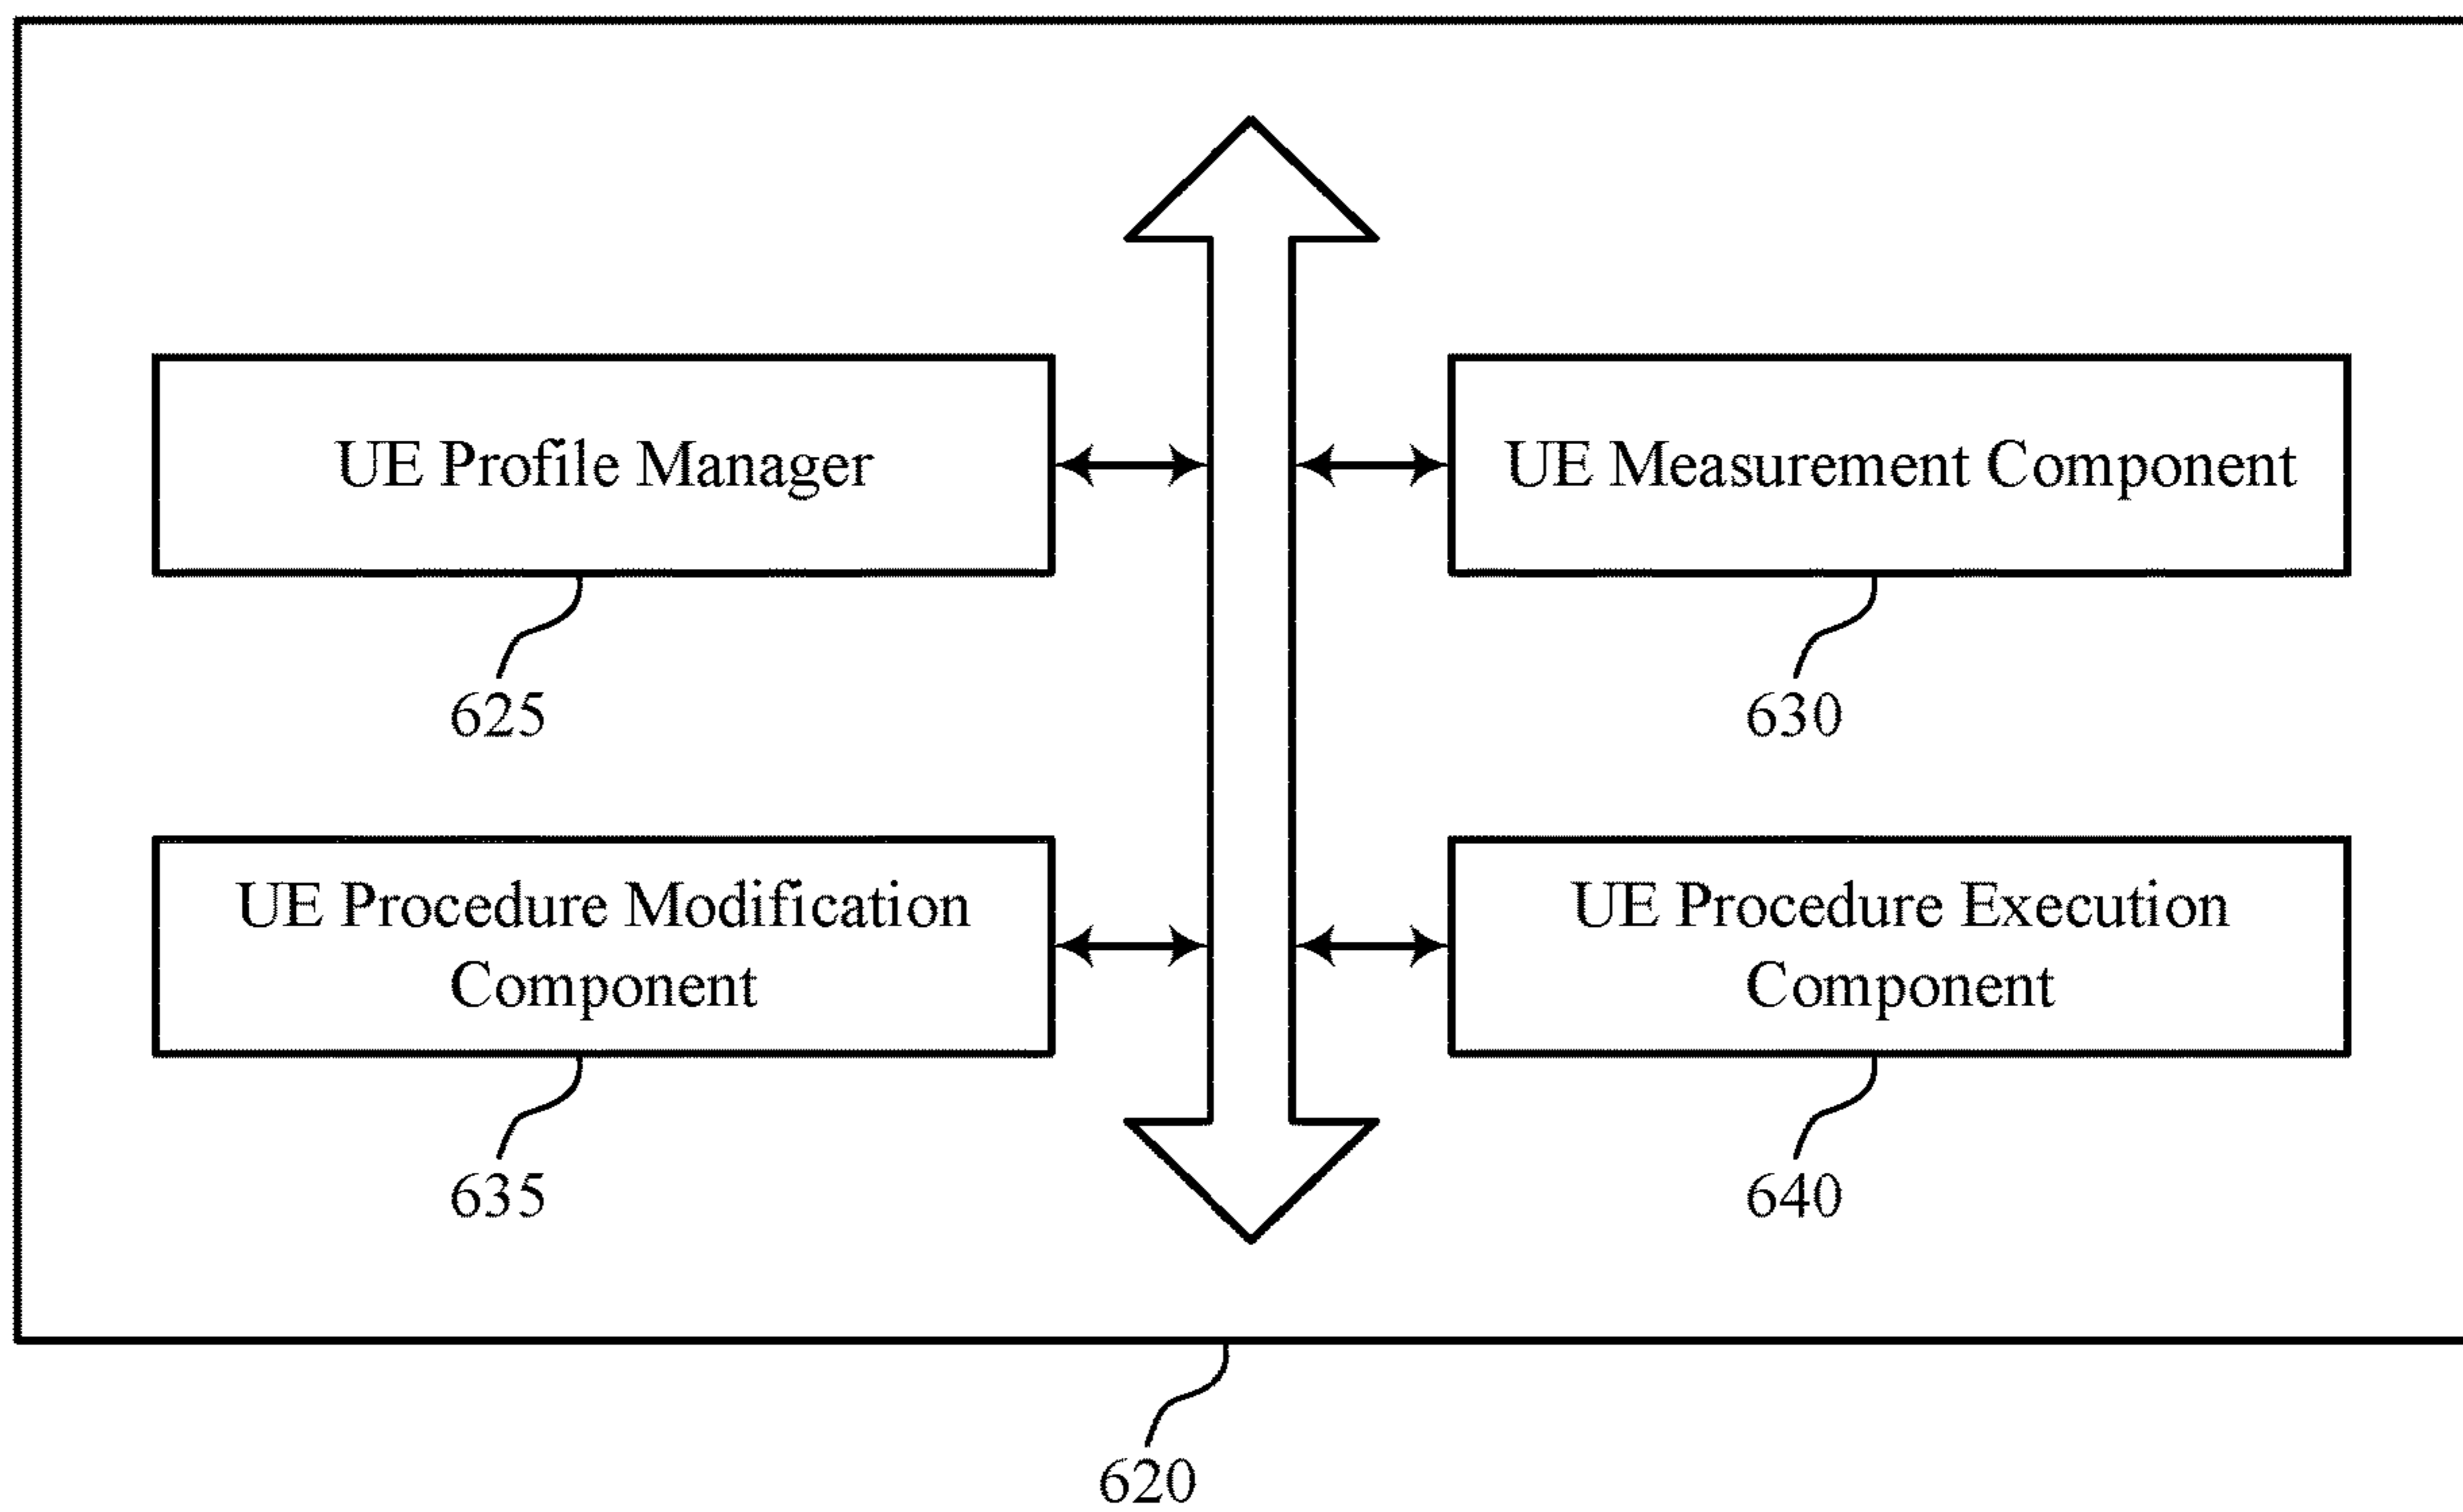 UE Profile Manager
UE Measurement Component
625
630
UE Procedure Modification
Component
UE Procedure Execution
Component
635
640
620